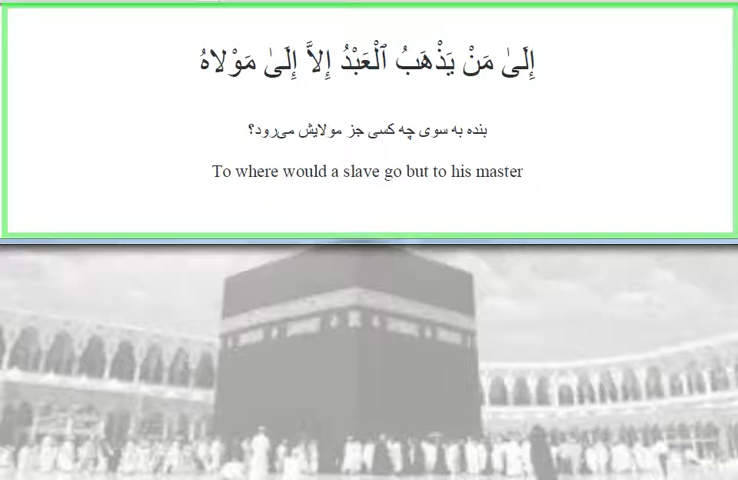 إِلَىٰ مَنْ يَذْهَبُ ٱلْعَبْدُ إِلاَّ إِلَىٰ مَوْلاهُ
بنده به سوی چه کسی جز مولایش می‌رود؟
To where would a slave go but to his master